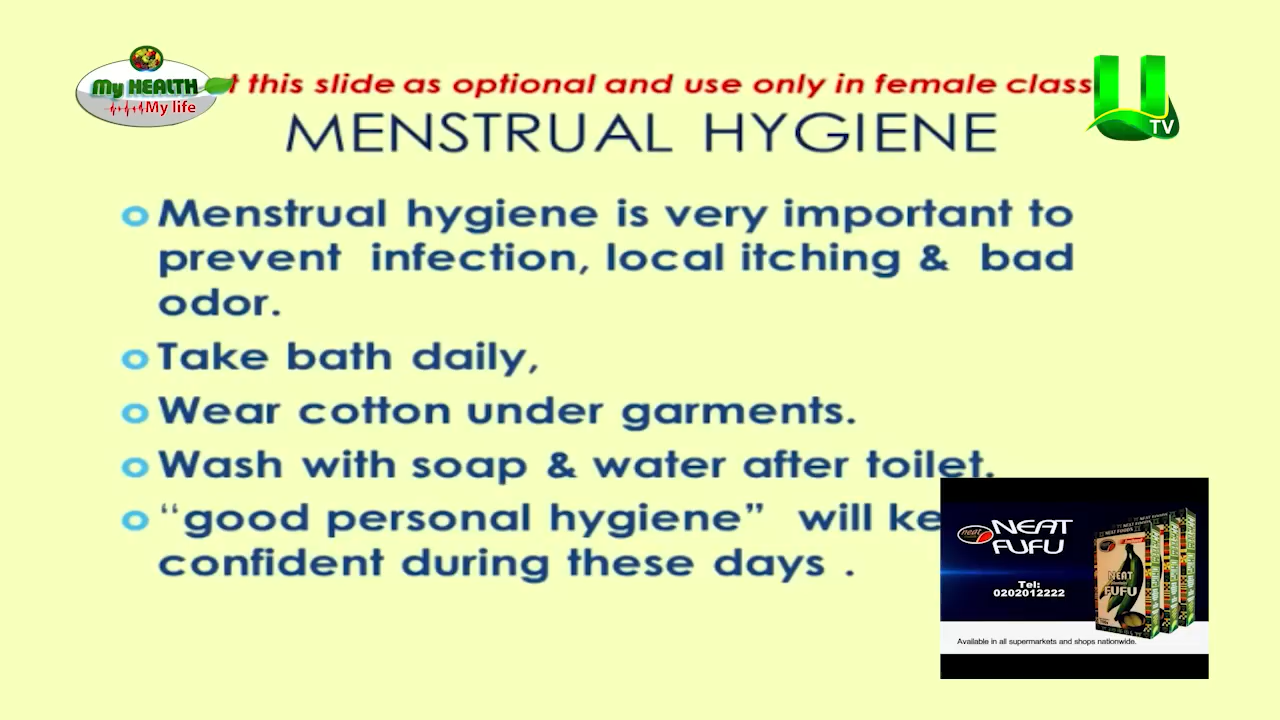 My HEALTH
My life
this slide as optional and use only in female class
TV
MENSTRUAL HYGIENE
o Menstrual hygiene is very important to
prevent infection, local itching & bad
odor.
o Take bath daily,
o Wear cotton under garments.
o Wash with soap & water after toilet.
o “good personal hygiene” will ke
confident during these days .
neat
NEAT
FUFU
Tel:
0202012222
NEAT
FUFU
Available in all supermarkets and shops nationwide.